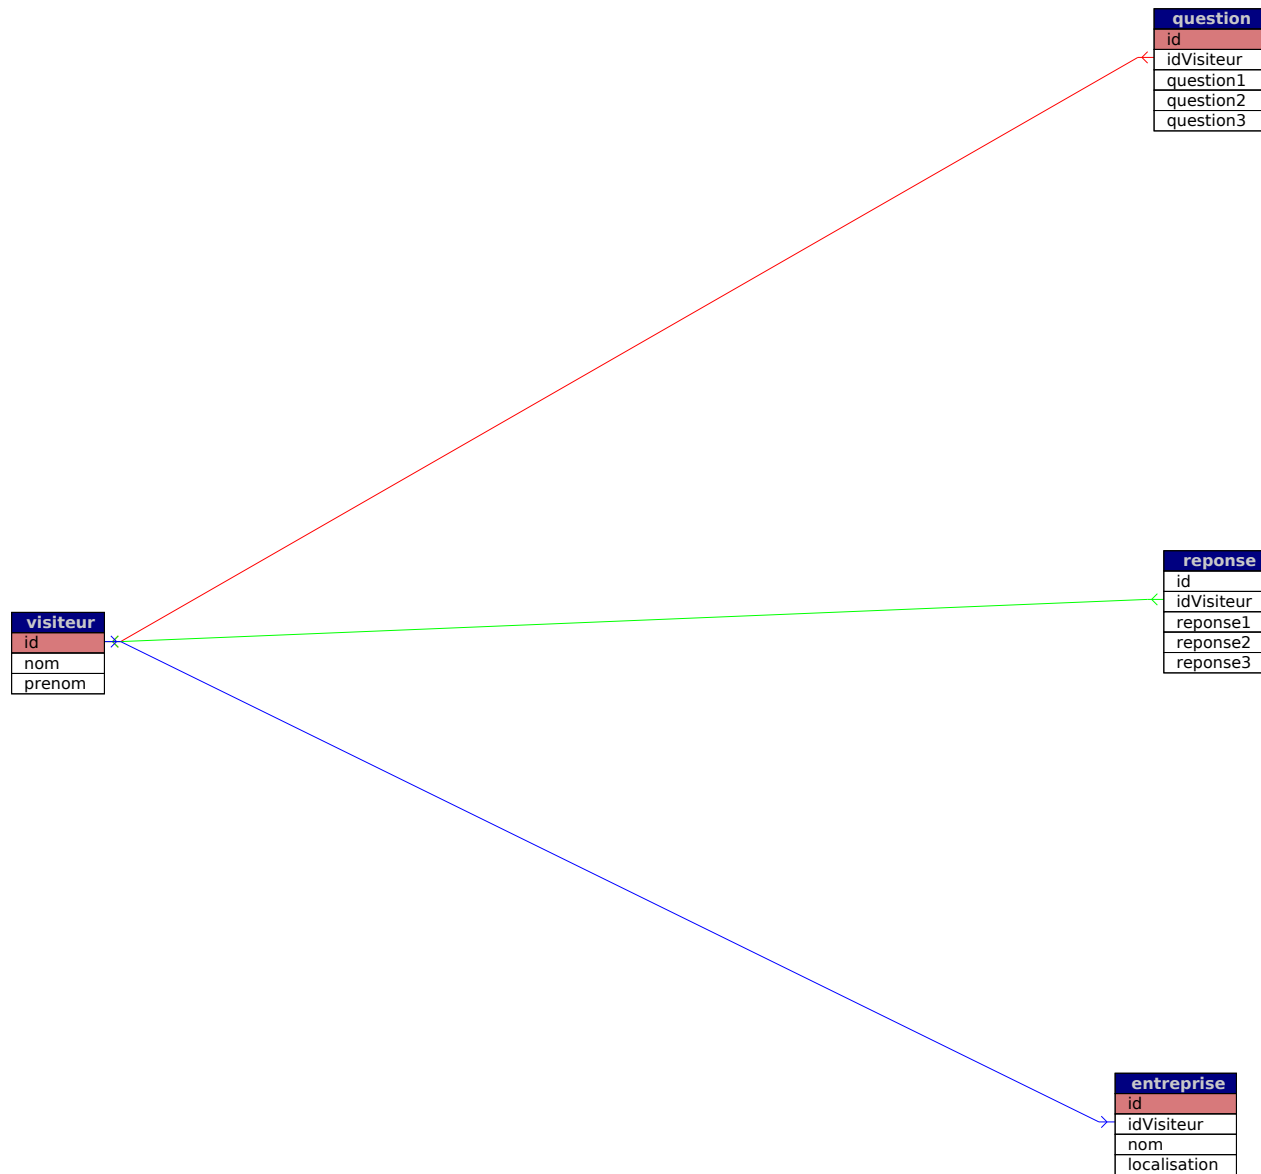 question
id
idVisiteur
question1
question2
question3
reponse
id
idVisiteur
reponse1
reponse2
reponse3
visiteur
id
nom
prenom
entreprise
id
idVisiteur
nom
localisation